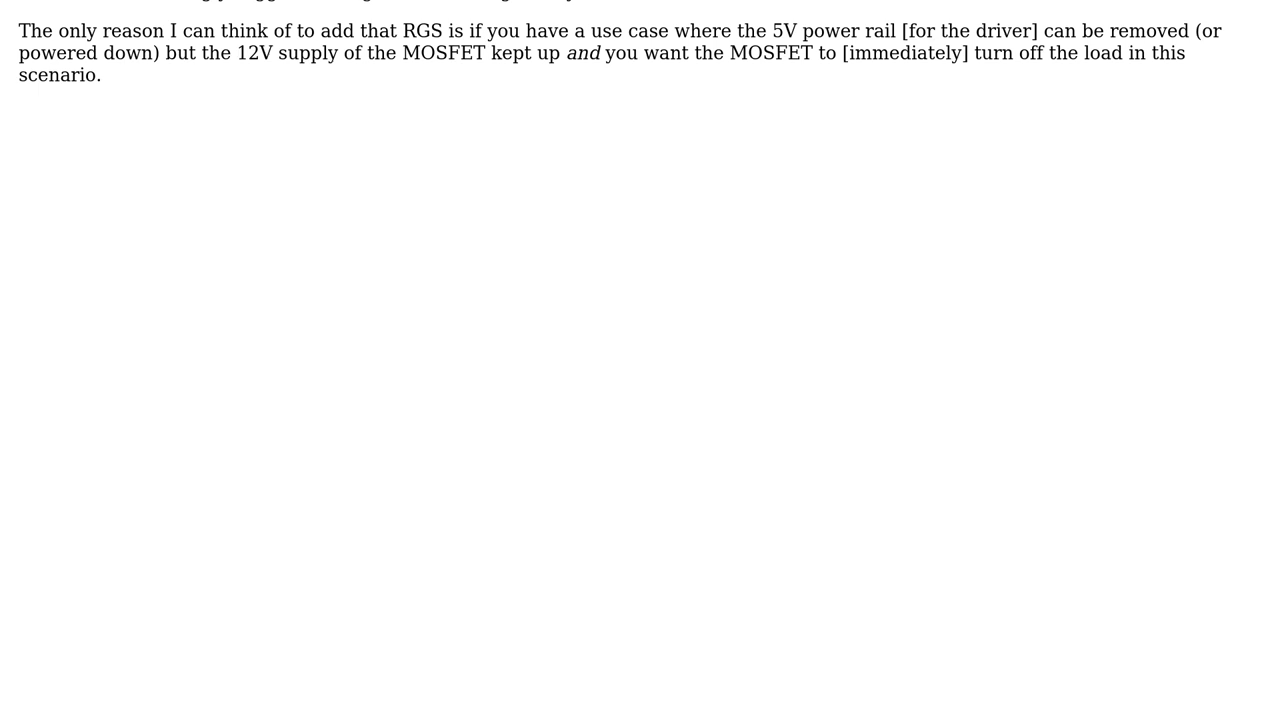 The only reason I can think of to add that RGS is if you have a use case where the 5V power rail [for the driver] can be removed (or
powered down) but the 12V supply of the MOSFET kept up and you want the MOSFET to [immediately] turn off the load in this
scenario.